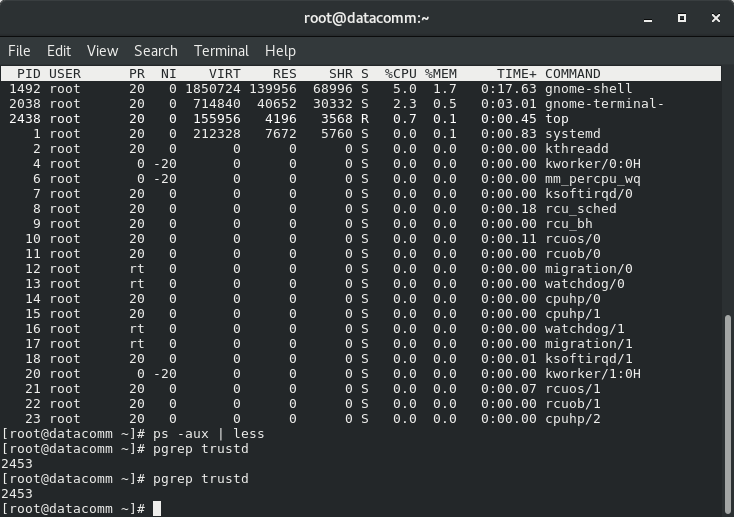 root@datacomm:~
File Edit View Search Terminal Help
PID USER PR NI VIRT RES SHR S %CPU %MEM TIME+ COMMAND
1492 root 20 0 1850724 139956 68996 S 5.0 1.7 0:17.63 gnome-shell
2038 root 20 0 714840 40652 30332 S 2.3 0.5 0:03.01 gnome-terminal-
2438 root 20 0 155956 4196 3568 R 0.7 0.1 0:00.45 top
1 root 20 0 212328 7672 5760 S 0.0 0.1 0:00.83 systemd
2 root 20 0 0 0 0 S 0.0 0.0 0:00.00 kthreadd
4 root 0 -20 0 0 0 S 0.0 0.0 0:00.00 kworker/0:0H
6 root 0 -20 0 0 0 S 0.0 0.0 0:00.00 mm_percpu_wq
7 root 20 0 0 0 0 S 0.0 0.0 0:00.00 ksoftirqd/0
8 root 20 0 0 0 0 S 0.0 0.0 0:00.18 rcu_sched
9 root 20 0 0 0 0 S 0.0 0.0 0:00.00 rcu_bh
10 root 20 0 0 0 0 S 0.0 0.0 0:00.11 rcuos/0
11 root 20 0 0 0 0 S 0.0 0.0 0:00.00 rcuob/0
12 root rt 0 0 0 0 S 0.0 0.0 0:00.00 migration/0
13 root rt 0 0 0 0 S 0.0 0.0 0:00.00 watchdog/0
14 root 20 0 0 0 0 S 0.0 0.0 0:00.00 cpuhp/0
15 root 20 0 0 0 0 S 0.0 0.0 0:00.00 cpuhp/1
16 root rt 0 0 0 0 S 0.0 0.0 0:00.00 watchdog/1
17 root rt 0 0 0 0 S 0.0 0.0 0:00.00 migration/1
18 root 20 0 0 0 0 S 0.0 0.0 0:00.01 ksoftirqd/1
20 root 0 -20 0 0 0 S 0.0 0.0 0:00.00 kworker/1:0H
21 root 20 0 0 0 0 S 0.0 0.0 0:00.07 rcuos/1
22 root 20 0 0 0 0 S 0.0 0.0 0:00.00 rcuob/1
23 root 20 0 0 0 0 S 0.0 0.0 0:00.00 cpuhp/2
[root@datacomm ~]# ps -aux | less
[root@datacomm ~]# pgrep trustd
2453
[root@datacomm ~]# pgrep trustd
2453
[root@datacomm ~]#